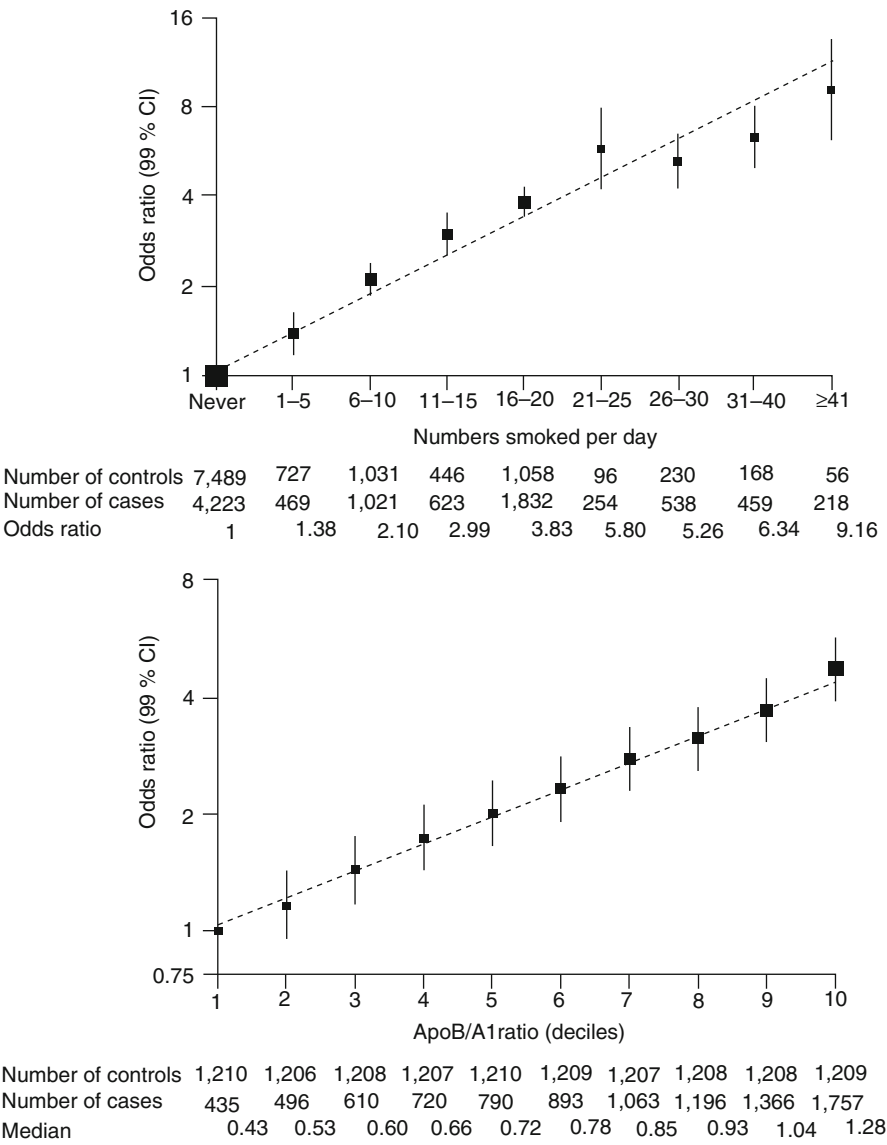 16
8
4
2
1
Odds ratio (99 % CI)
Never 1–5 6–10 11–15 16–20 21–25 26–30 31–40 ≥41
Numbers smoked per day
Number of controls 7,489 727 1,031 446 1,058 96 230 168 56
Number of cases 4,223 469 1,021 623 1,832 254 538 459 218
Odds ratio 1 1.38 2.10 2.99 3.83 5.80 5.26 6.34 9.16
8
4
2
1
0.75
Odds ratio (99 % CI)
1 2 3 4 5 6 7 8 9 10
ApoB/A1ratio (deciles)
Number of controls 1,210 1,206 1,208 1,207 1,210 1,209 1,207 1,208 1,208 1,209
Number of cases 435 496 610 720 790 893 1,063 1,196 1,366 1,757
Median 0.43 0.53 0.60 0.66 0.72 0.78 0.85 0.93 1.04 1.28